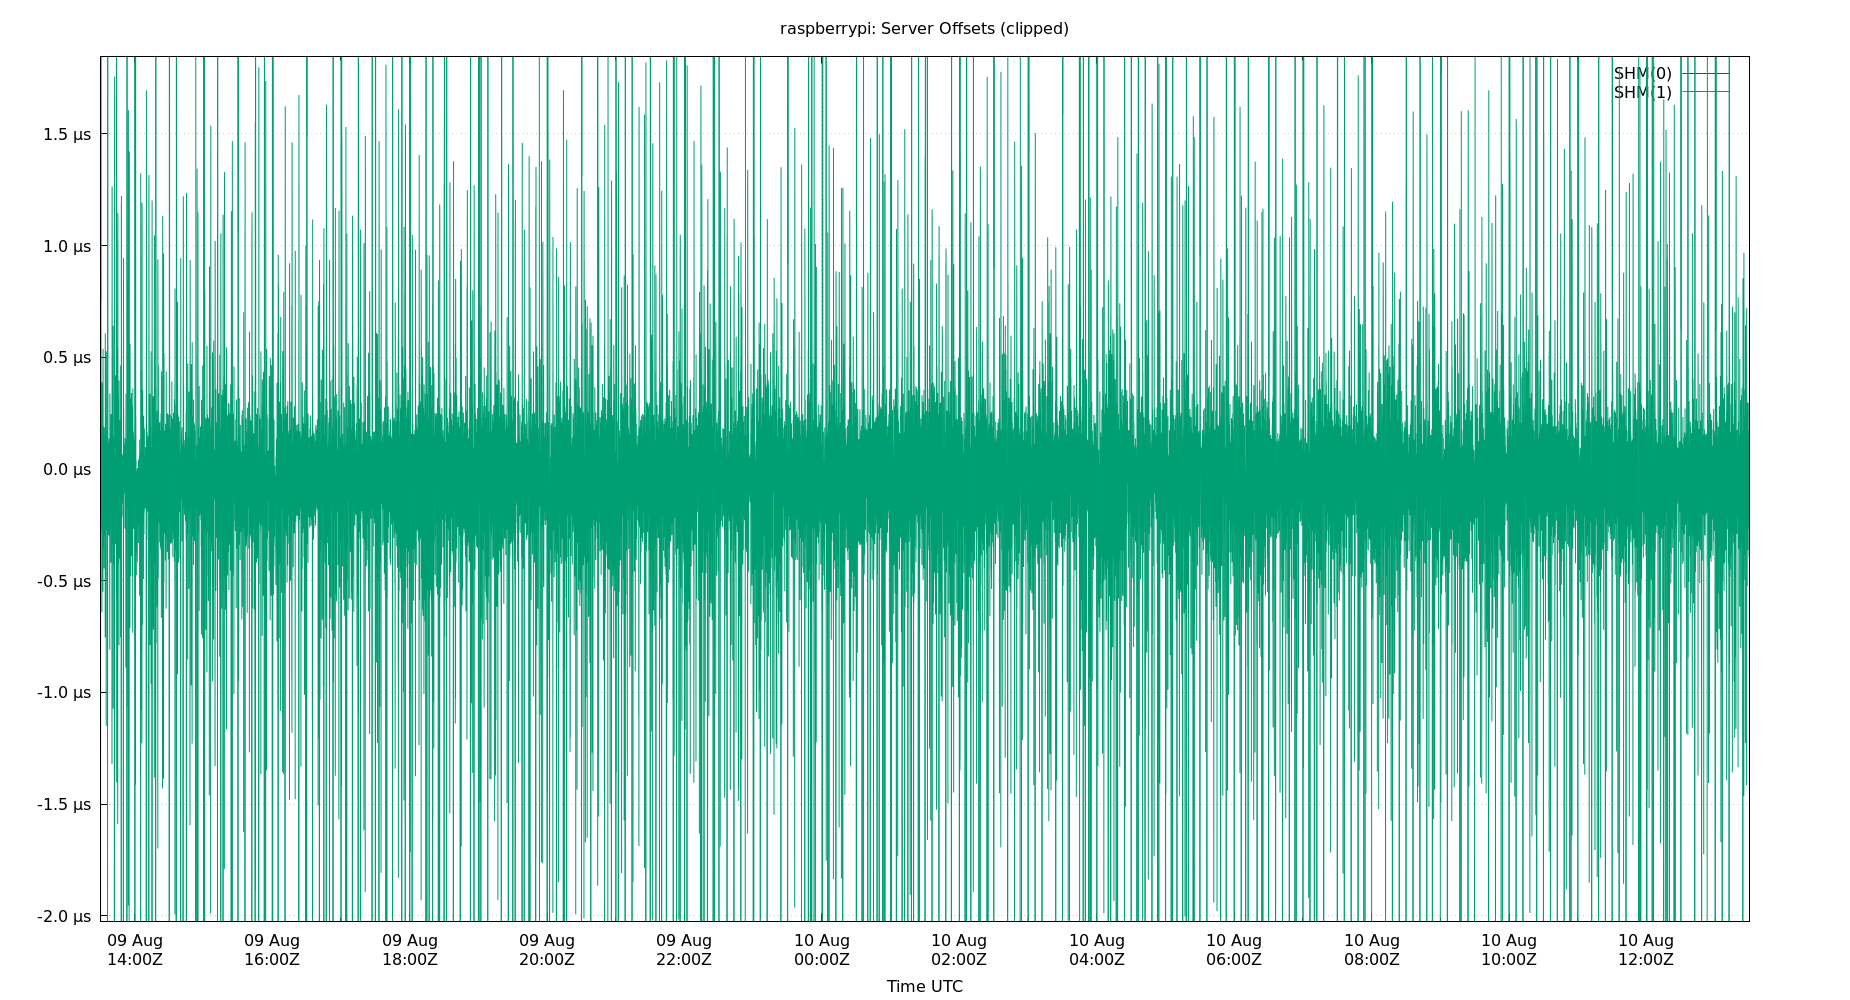 raspberrypi: Server Offsets (clipped)
SHM(0)
SHM(1)
1.5 µs
1.0 µs
0.5 µs
0.0 µs
-0.5 µs
-1.0 µs
-1.5 µs
-2.0 µs
09 Aug 09 Aug 09 Aug 09 Aug 09 Aug 10 Aug 10 Aug 10 Aug 10 Aug 10 Aug 10 Aug 10 Aug
14:00Z 16:00Z 18:00Z 20:00Z 22:00Z 00:00Z 02:00Z 04:00Z 06:00Z 08:00Z 10:00Z 12:00Z
Time UTC